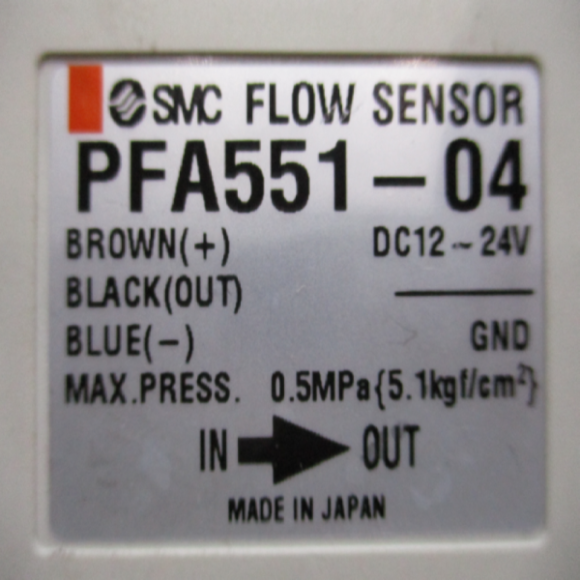 SMC FLOW SENSOR
PFA551-04
BROWN(+) DC12~24V
BLACK(OUT) ―
BLUE(-) GND
MAX.PRESS. 0.5MPa{5.1kgf/cm²}
IN OUT
MADE IN JAPAN